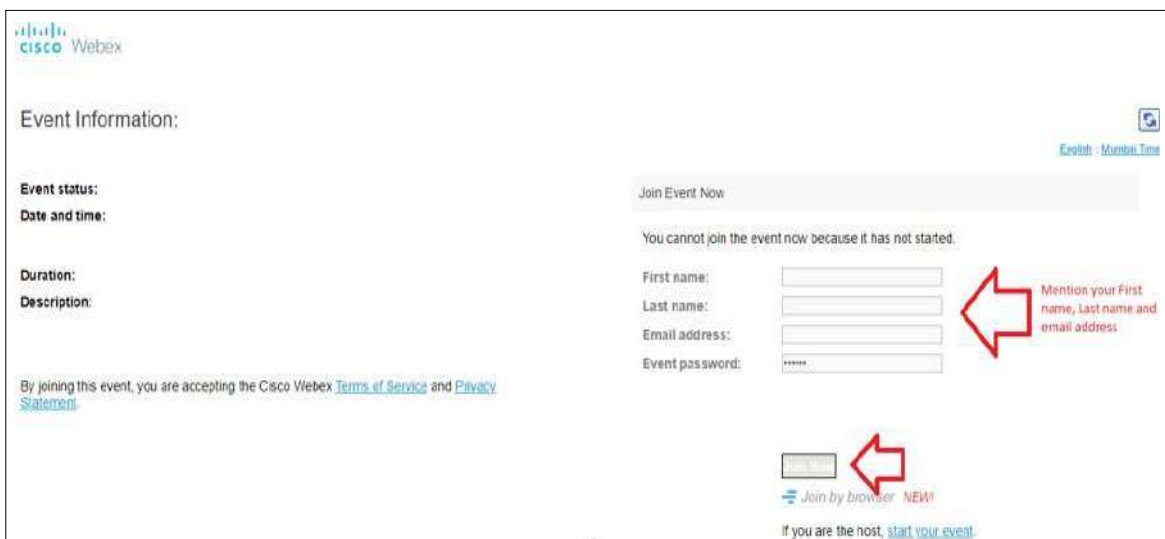 CISCO Webex
Event Information:
English : Mumbai Time
Event status:
Date and time:
Duration:
Description:
By joining this event, you are accepting the Cisco Webex Terms of Service and Privacy
Statement.
Join Event Now
You cannot join the event now because it has not started.
First name:
Last name:
Email address:
Event password:
••••••
Mention your First
name, Last name and
email address
Join Now
Join by browser NEW!
If you are the host, start your event.